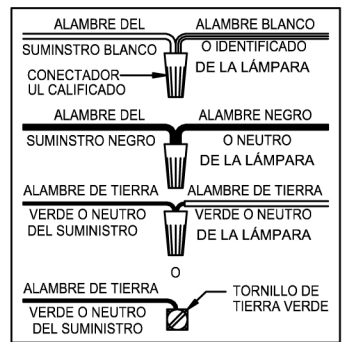 ALAMBRE DEL
SUMINSTRO BLANCO
ALAMBRE BLANCO
O IDENTIFICADO
DE LA LÁMPARA
CONECTADOR
UL CALIFICADO
ALAMBRE DEL
SUMINSTRO NEGRO
ALAMBRE NEGRO
O NEUTRO
DE LA LÁMPARA
ALAMBRE DE TIERRA
VERDE O NEUTRO
DEL SUMINISTRO
ALAMBRE DE TIERRA
VERDE O NEUTRO
DE LA LÁMPARA
O
ALAMBRE DE TIERRA
VERDE O NEUTRO
DEL SUMINISTRO
TORNILLO DE
TIERRA VERDE